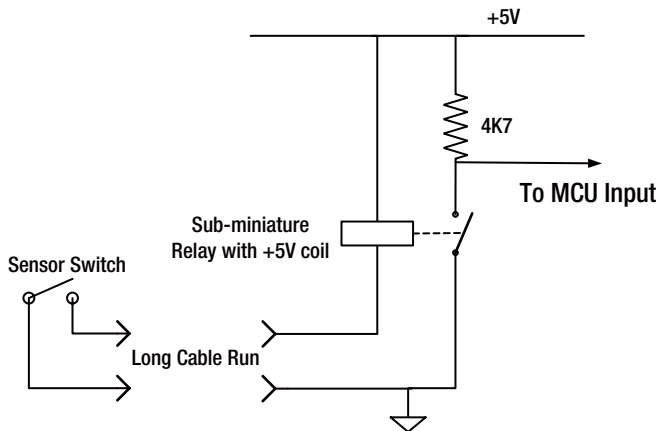 +5V
4K7
To MCU Input
Sub-miniature
Relay with +5V coil
Sensor Switch
Long Cable Run